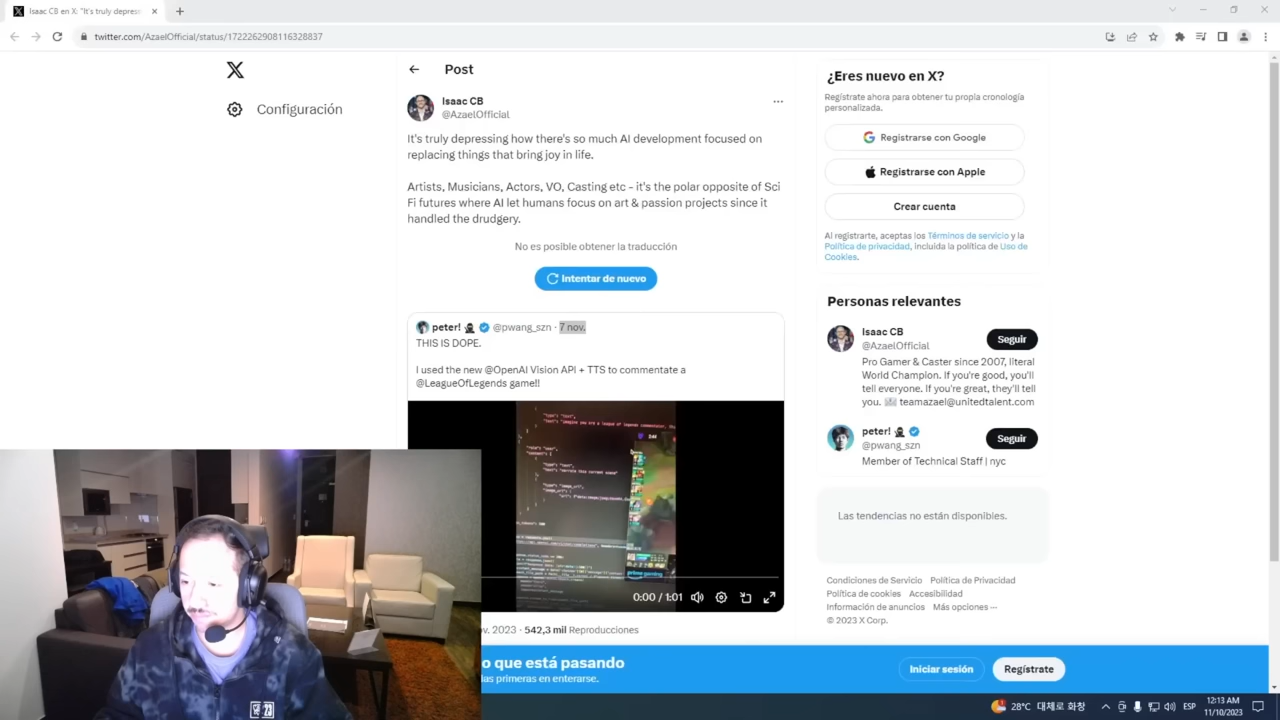 Isaac CB en X: "It's truly depres
twitter.com/AzaelOfficial/status/1722262908116328837
Configuración
Post
Isaac CB
@AzaelOfficial
It's truly depressing how there's so much AI development focused on
replacing things that bring joy in life.
Artists, Musicians, Actors, VO, Casting etc - it's the polar opposite of Sci
Fi futures where AI let humans focus on art & passion projects since it
handled the drudgery.
No es posible obtener la traducción
Intentar de nuevo
peter! @pwang_szn · 7 nov.
THIS IS DOPE.
I used the new @OpenAI Vision API + TTS to commentate a
@LeagueOfLegends game!!
0:00 / 1:01
nov. 2023 · 542,3 mil Reproducciones
¿Eres nuevo en X?
Regístrate ahora para obtener tu propia cronología
personalizada.
Registrarse con Google
Registrarse con Apple
Crear cuenta
Al registrarte, aceptas los Términos de servicio y la
Política de privacidad, incluida la política de Uso de
Cookies.
Personas relevantes
Isaac CB
@AzaelOfficial
Seguir
Pro Gamer & Caster since 2007, literal
World Champion. If you're good, you'll
tell everyone. If you're great, they'll tell
you. teamazael@unitedtalent.com
peter!
@pwang_szn
Seguir
Member of Technical Staff | nyc
Las tendencias no están disponibles.
Condiciones de Servicio Política de Privacidad
Política de cookies Accesibilidad
Información de anuncios Más opciones ···
© 2023 X Corp.
o que está pasando
las primeras en enterarse.
Iniciar sesión
Regístrate
28°C 대체로 화창
ESP
12:13 AM
11/10/2023